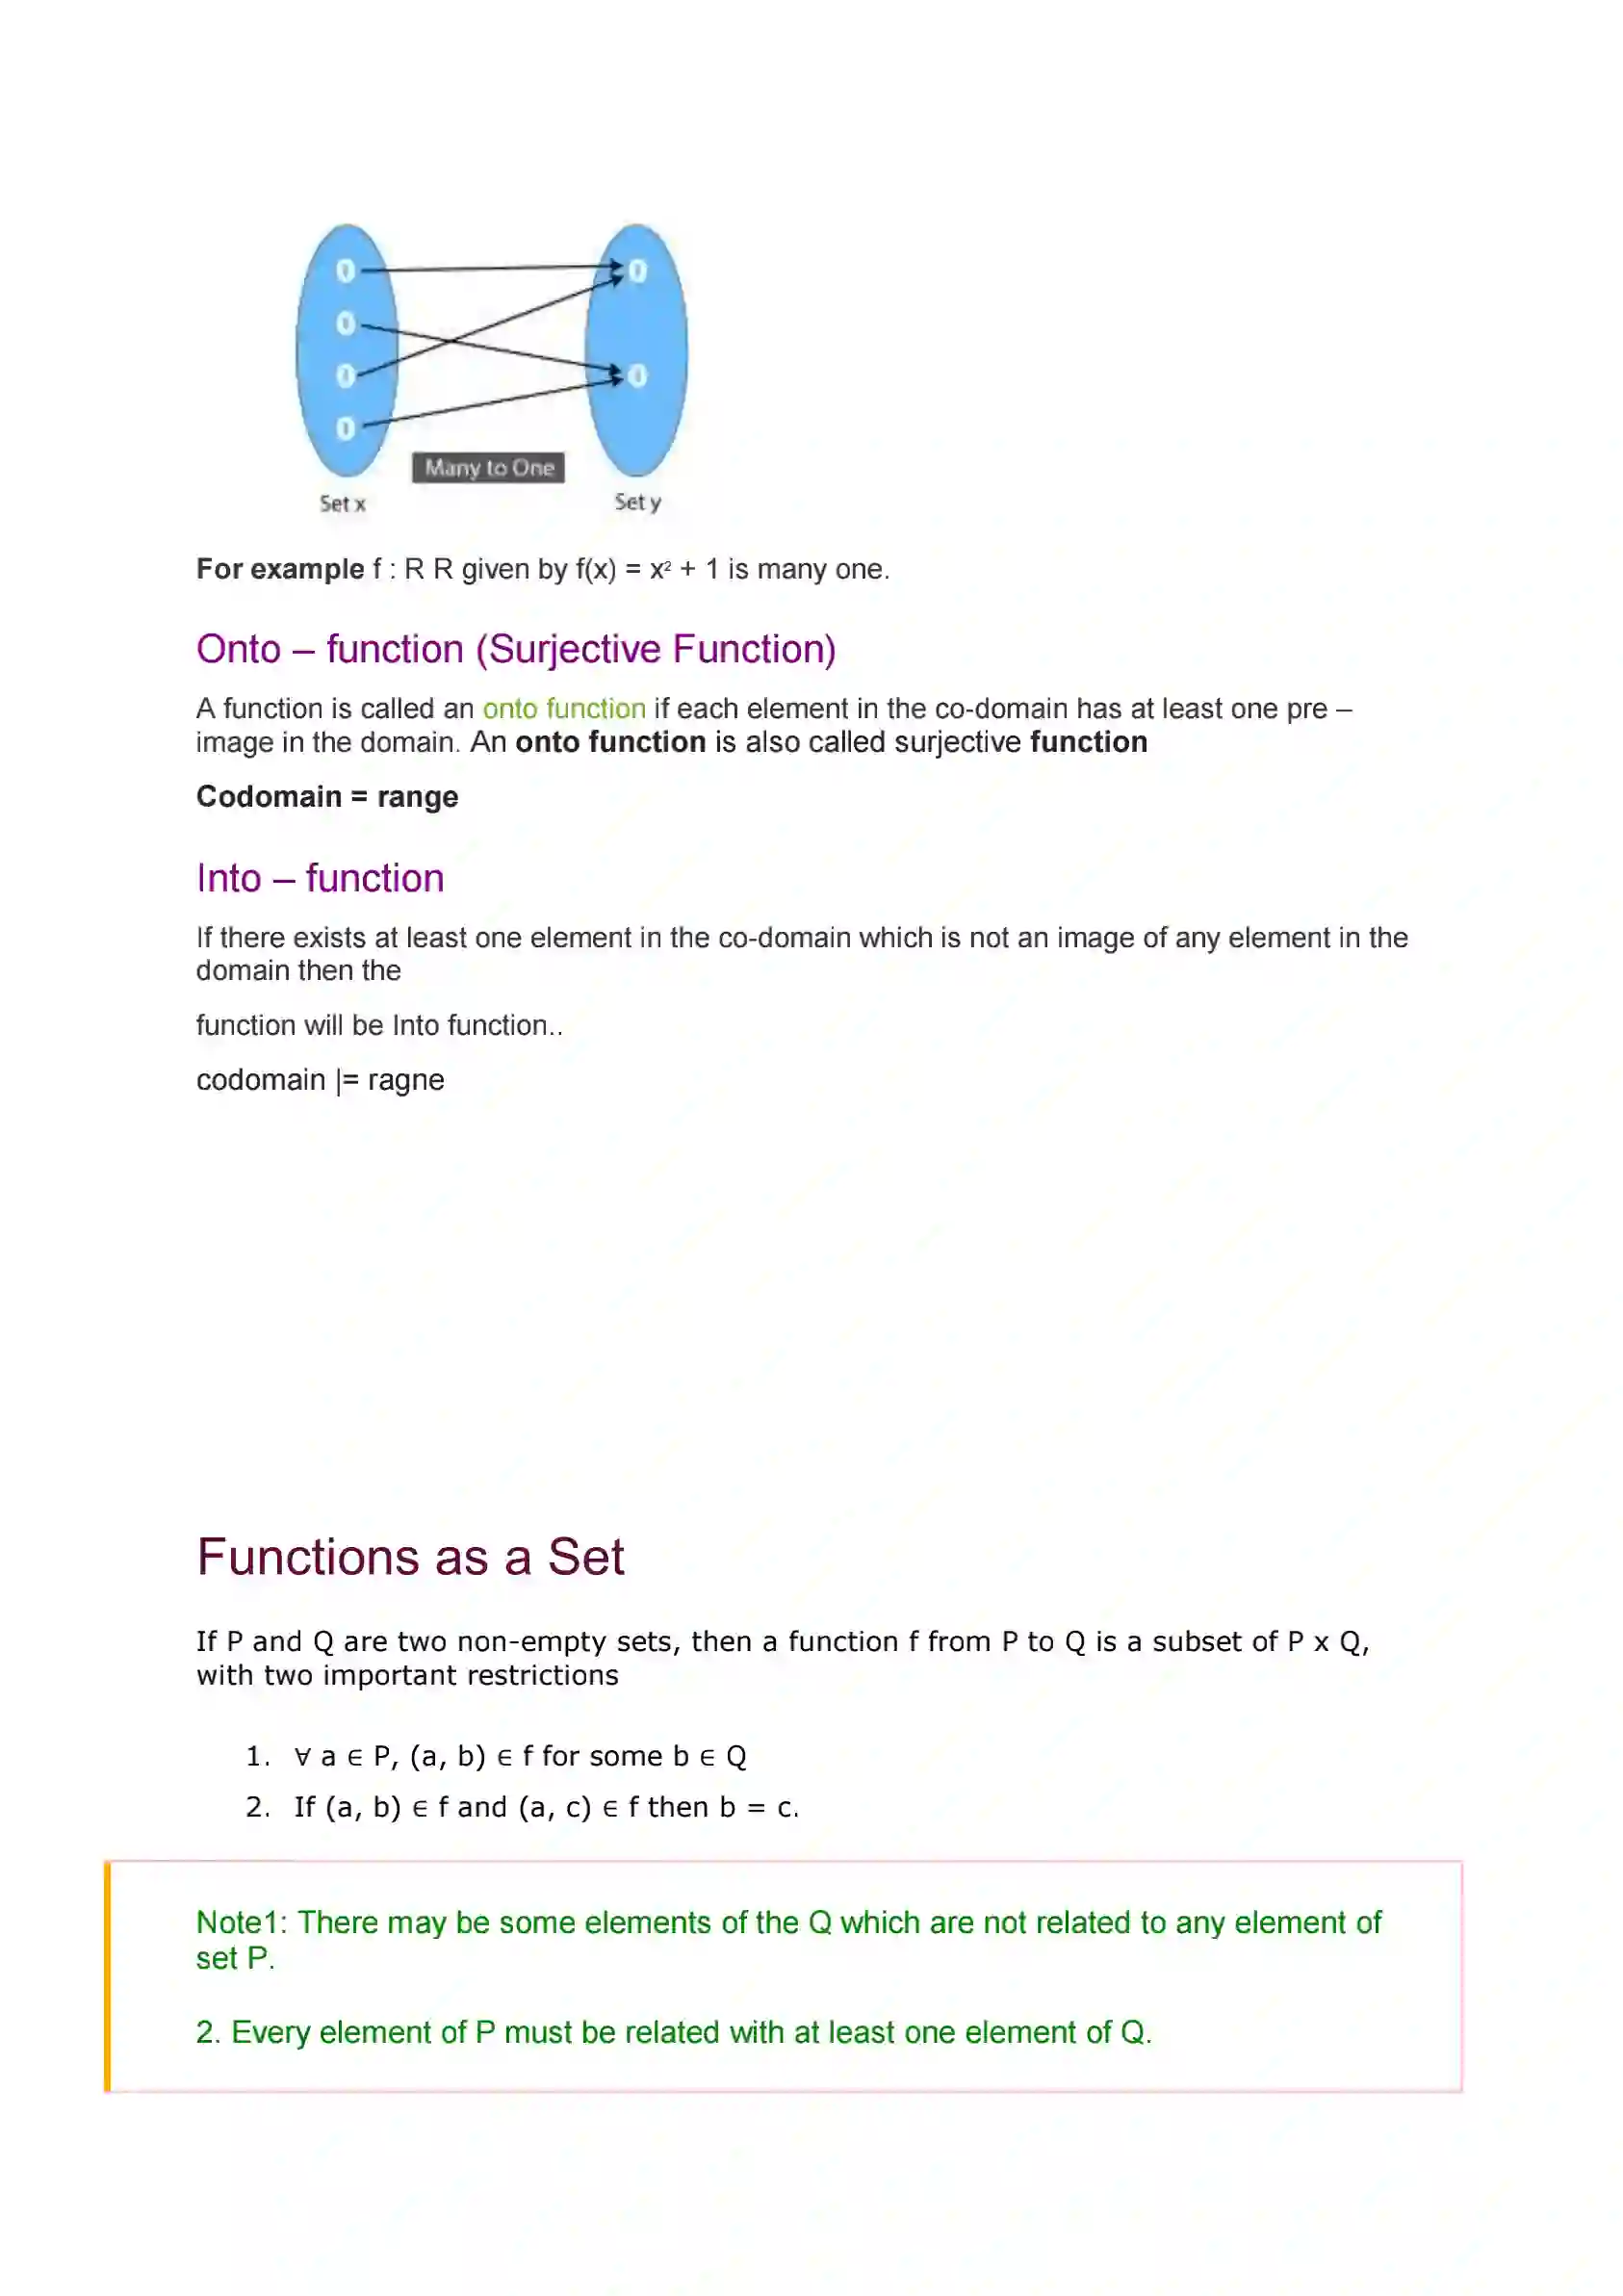 0 0
0
0 0
0
Many to One
Set x Set y
For example f : R R given by f(x) = x² + 1 is many one.
Onto – function (Surjective Function)
A function is called an onto function if each element in the co-domain has at least one pre –
image in the domain. An onto function is also called surjective function
Codomain = range
Into – function
If there exists at least one element in the co-domain which is not an image of any element in the
domain then the
function will be Into function..
codomain |= ragne
Functions as a Set
If P and Q are two non-empty sets, then a function f from P to Q is a subset of P x Q,
with two important restrictions
1. ∀ a ∈ P, (a, b) ∈ f for some b ∈ Q
2. If (a, b) ∈ f and (a, c) ∈ f then b = c.
Note1: There may be some elements of the Q which are not related to any element of
set P.
2. Every element of P must be related with at least one element of Q.